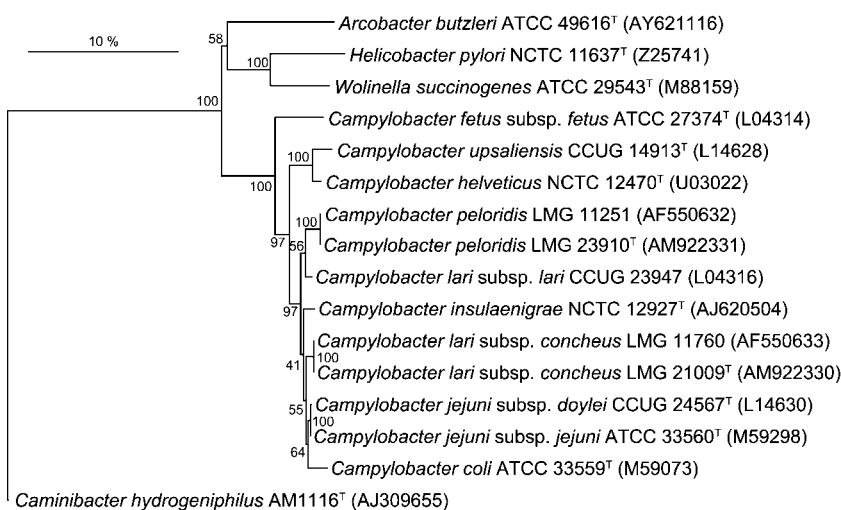 Arcobacter butzleri ATCC 49616ᵀ (AY621116)
10 %
58
Helicobacter pylori NCTC 11637ᵀ (Z25741)
100
Wolinella succinogenes ATCC 29543ᵀ (M88159)
100
Campylobacter fetus subsp. fetus ATCC 27374ᵀ (L04314)
Campylobacter upsaliensis CCUG 14913ᵀ (L14628)
100
100
Campylobacter helveticus NCTC 12470ᵀ (U03022)
Campylobacter peloridis LMG 11251 (AF550632)
100
97
56
Campylobacter peloridis LMG 23910ᵀ (AM922331)
Campylobacter lari subsp. lari CCUG 23947 (L04316)
97
Campylobacter insulaenigrae NCTC 12927ᵀ (AJ620504)
Campylobacter lari subsp. concheus LMG 11760 (AF550633)
100
41
Campylobacter lari subsp. concheus LMG 21009ᵀ (AM922330)
Campylobacter jejuni subsp. doylei CCUG 24567ᵀ (L14630)
55
100
Campylobacter jejuni subsp. jejuni ATCC 33560ᵀ (M59298)
64
Campylobacter coli ATCC 33559ᵀ (M59073)
Caminibacter hydrogeniphilus AM1116ᵀ (AJ309655)